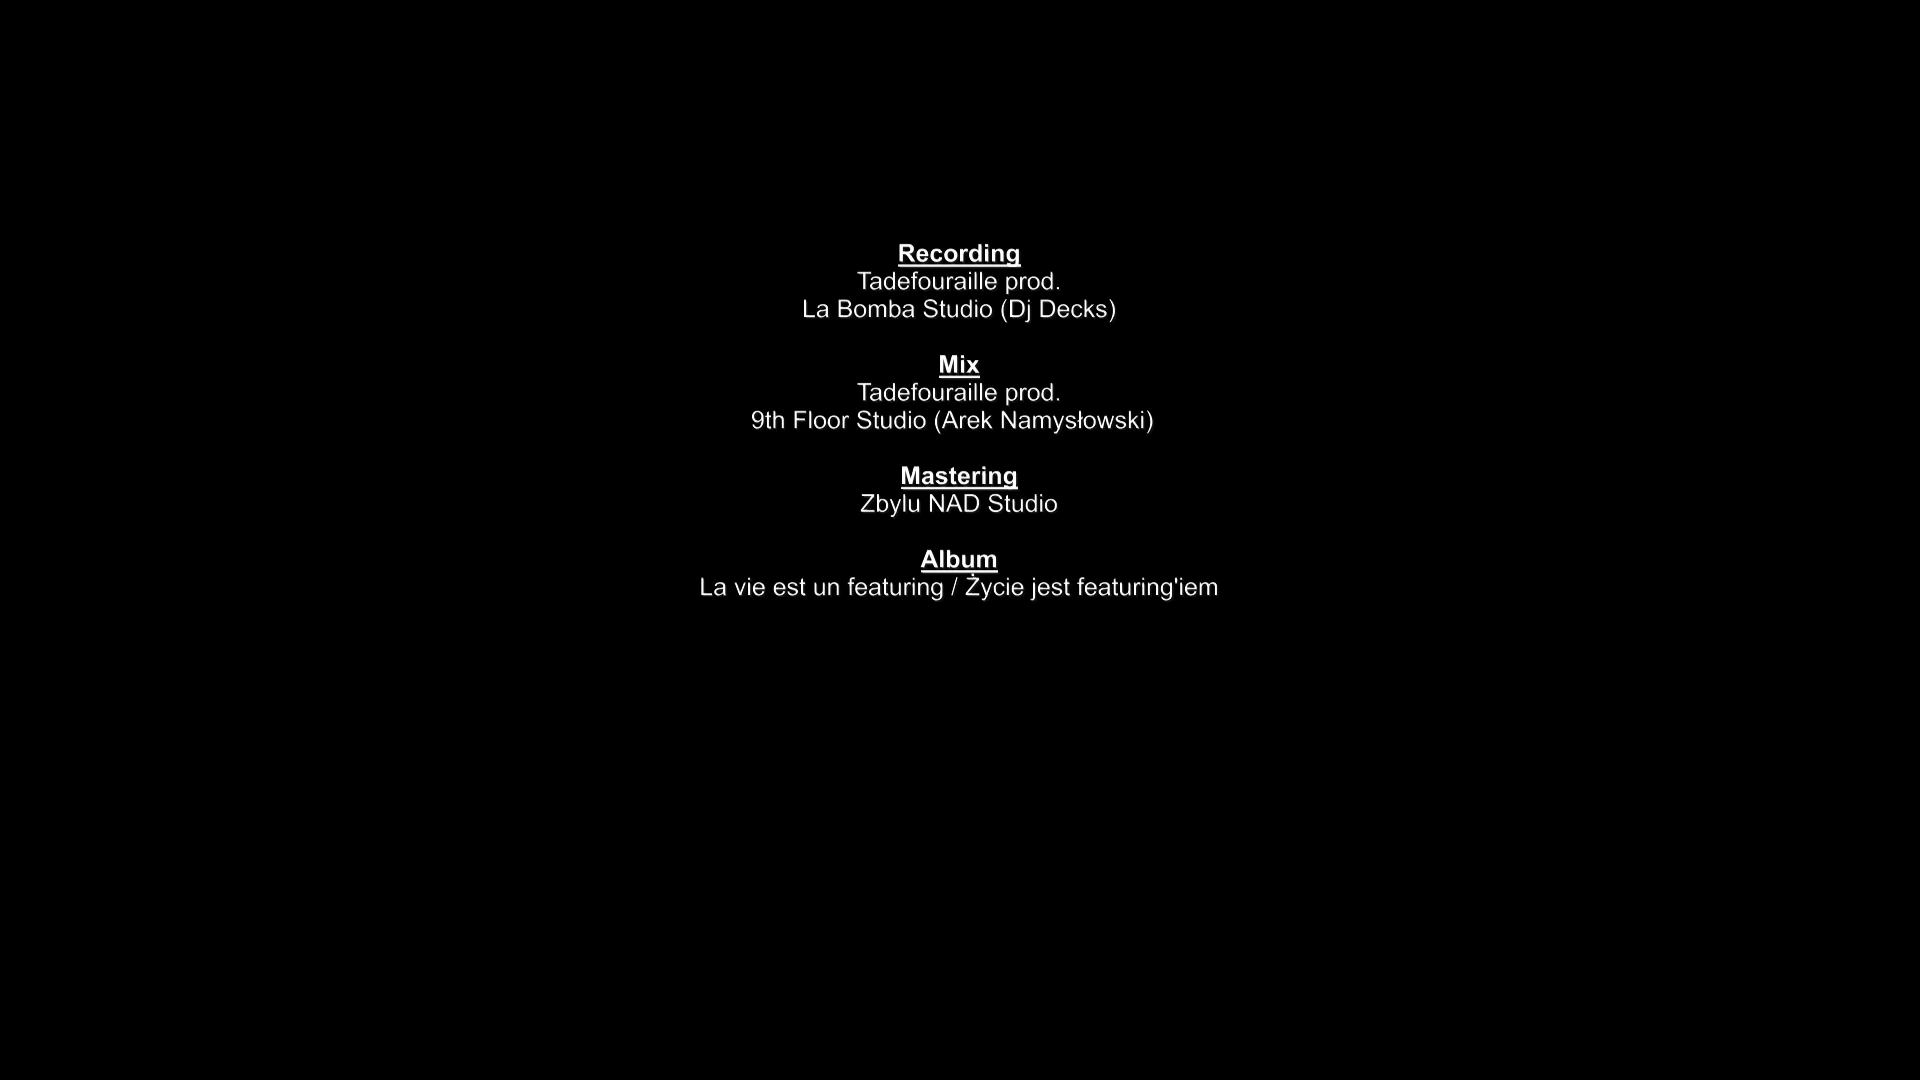 Recording
Tadefouraille prod.
La Bomba Studio (Dj Decks)
Mix
Tadefouraille prod.
9th Floor Studio (Arek Namysłowski)
Mastering
Zbylu NAD Studio
Album
La vie est un featuring / Życie jest featuring'iem